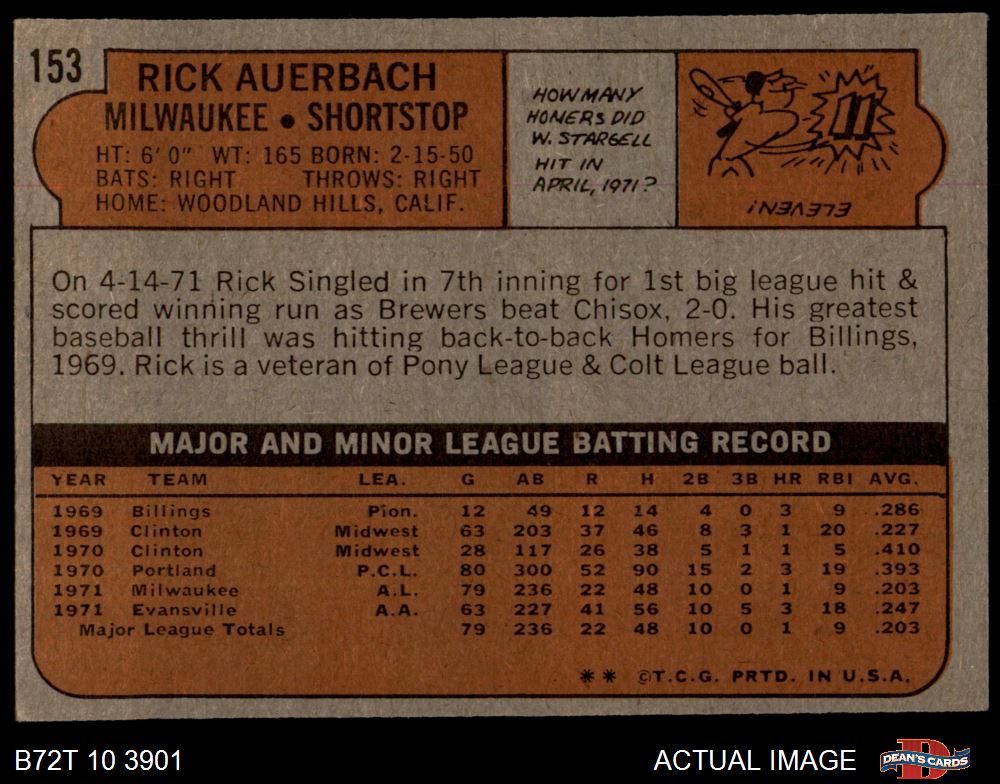 153
RICK AUERBACH
MILWAUKEE • SHORTSTOP
HT: 6' 0" WT: 165 BORN: 2-15-50
BATS: RIGHT THROWS: RIGHT
HOME: WOODLAND HILLS, CALIF.
HOW MANY
HOMERS DID
W. STARGELL
HIT IN
APRIL, 1971?
11
ELEVEN!
On 4-14-71 Rick Singled in 7th inning for 1st big league hit &
scored winning run as Brewers beat Chisox, 2-0. His greatest
baseball thrill was hitting back-to-back Homers for Billings,
1969. Rick is a veteran of Pony League & Colt League ball.
MAJOR AND MINOR LEAGUE BATTING RECORD
YEAR TEAM LEA. G AB R H 2B 3B HR RBI AVG.
1969 Billings Pion. 12 49 12 14 4 0 3 9 .286
1969 Clinton Midwest 63 203 37 46 8 3 1 20 .227
1970 Clinton Midwest 28 117 26 38 5 1 1 5 .410
1970 Portland P.C.L. 80 300 52 90 15 2 3 19 .393
1971 Milwaukee A.L. 79 236 22 48 10 0 1 9 .203
1971 Evansville A.A. 63 227 41 56 10 5 3 18 .247
Major League Totals 79 236 22 48 10 0 1 9 .203
** ©T.C.G. PRTD. IN U.S.A.
B72T 10 3901
ACTUAL IMAGE
D
DEAN'S CARDS